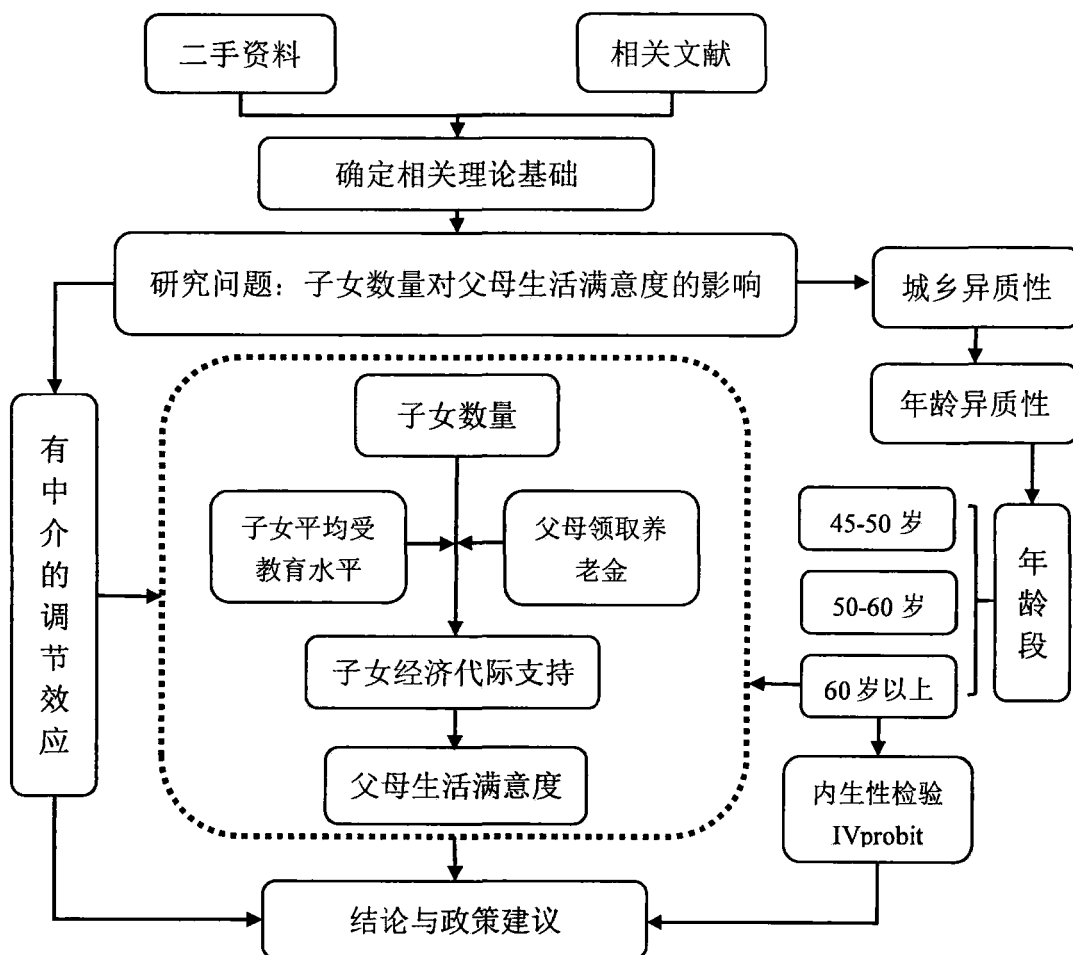 二手资料
相关文献
确定相关理论基础
研究问题：子女数量对父母生活满意度的影响
城乡异质性
年龄异质性
有中介的调节效应
子女数量
子女平均受
教育水平
父母领取养
老金
子女经济代际支持
父母生活满意度
45-50 岁
50-60 岁
60 岁以上
年龄段
内生性检验
IVprobit
结论与政策建议